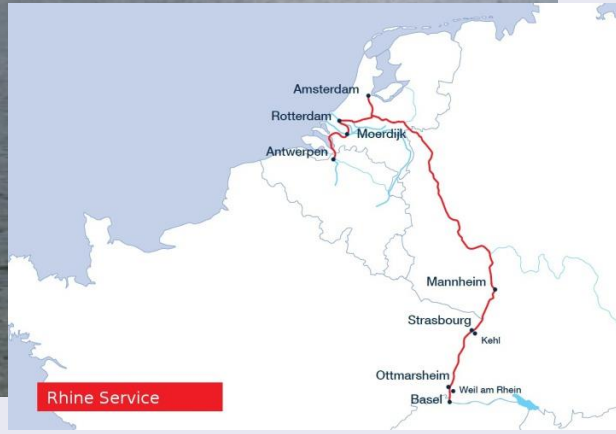 Amsterdam
Rotterdam
Moerdijk
Antwerpen
Mannheim
Strasbourg
Kehl
Ottmarsheim
Weil am Rhein
Basel
Rhine Service